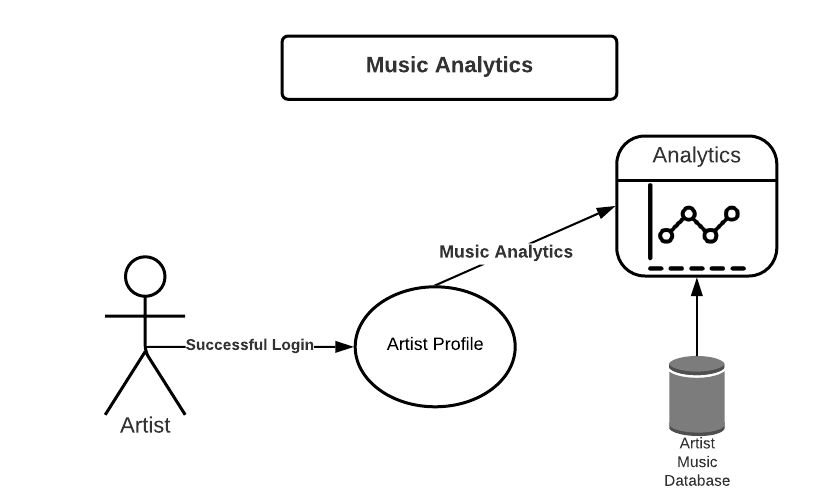 Music Analytics
Analytics
Music Analytics
Successful Login
Artist Profile
Artist
Artist
Music
Database